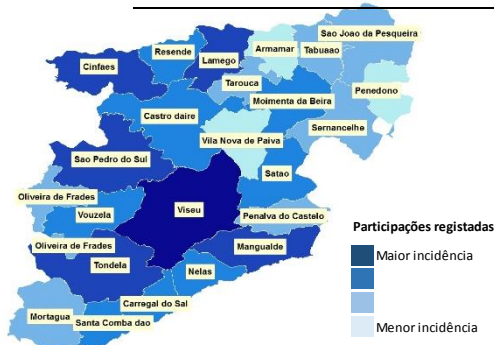 Sao Joao da Pesqueira
Resende
Lamego
Armamar
Tabuaao
Cinfaes
Tarouca
Penedono
Moimenta da Beira
Castro daire
Sernancelhe
Vila Nova de Paiva
Sao Pedro do Sul
Satao
Oliveira de Frades
Viseu
Vouzela
Penalva do Castelo
Oliveira de Frades
Mangualde
Tondela
Nelas
Carregal do Sal
Mortagua
Santa Comba dao
Participações registadas
Maior incidência
Menor incidência